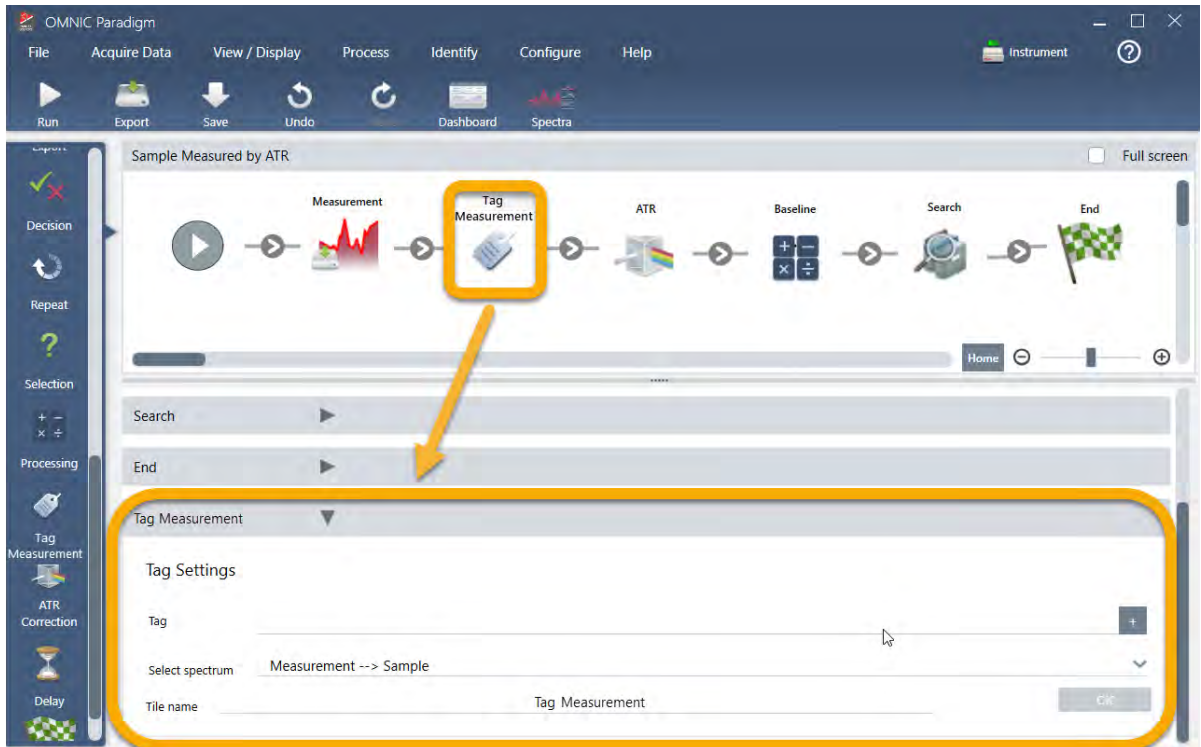 OMNIC Paradigm
File Acquire Data View / Display Process Identify Configure Help Instrument
Run Export Save Undo Dashboard Spectra
Export
Decision
Repeat
Selection
Processing
Tag
Measurement
ATR
Correction
Delay
Sample Measured by ATR Full screen
Measurement Tag
Measurement ATR Baseline Search End
Home
Search
End
Tag Measurement
Tag Settings
Tag +
Select spectrum Measurement --> Sample
Tile name Tag Measurement